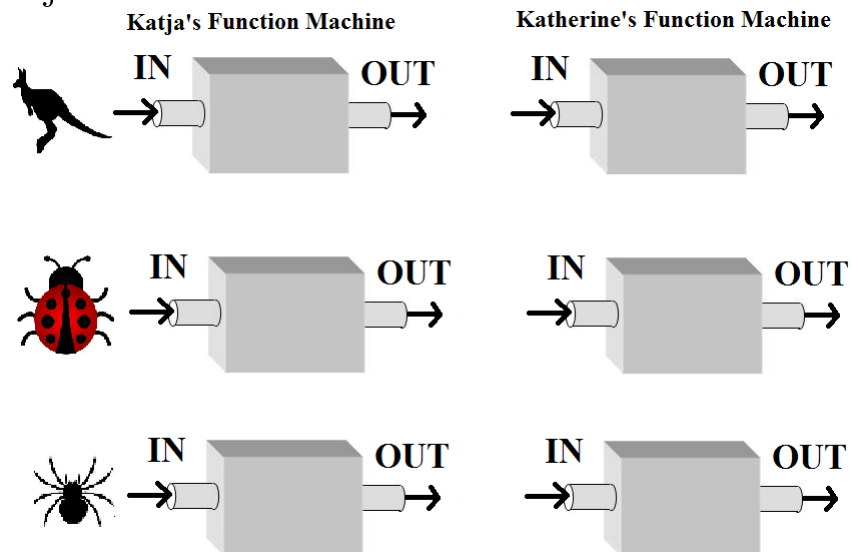 Katja's Function Machine
Katherine's Function Machine
IN
OUT
IN
OUT
IN
OUT
IN
OUT
IN
OUT
IN
OUT